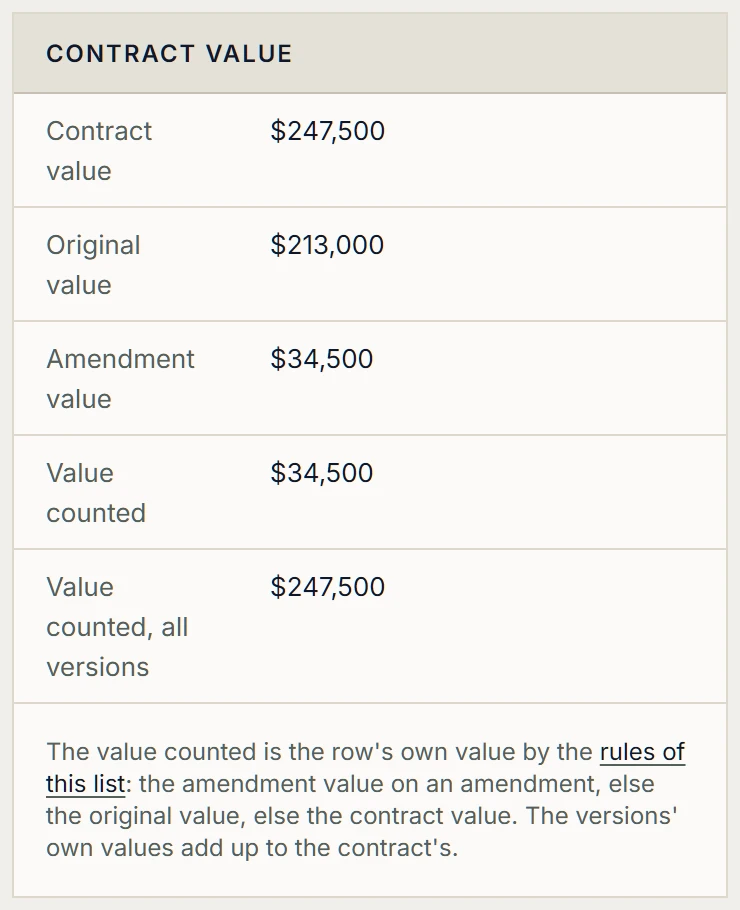 CONTRACT VALUE
Contract $247,500
value
Original $213,000
value
Amendment $34,500
value
Value $34,500
counted
Value $247,500
counted, all
versions
The value counted is the row's own value by the rules of
this list: the amendment value on an amendment, else
the original value, else the contract value. The versions'
own values add up to the contract's.